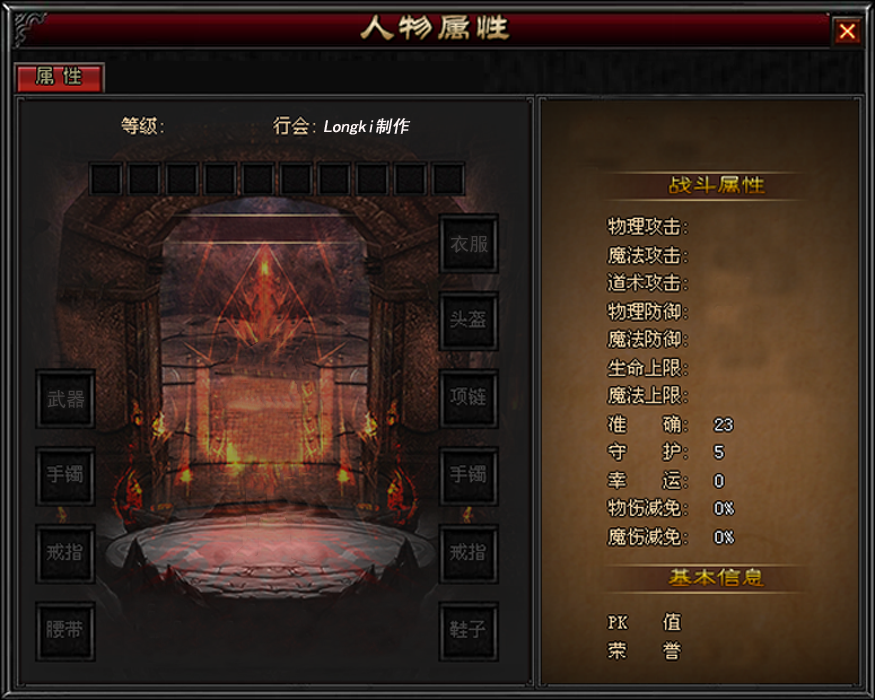 人物属性
属性
等级: 行会: Longki制作
衣服
头盔
武器
项链
手镯
手镯
戒指
戒指
腰带
鞋子
战斗属性
物理攻击:
魔法攻击:
道术攻击:
物理防御:
魔法防御:
生命上限:
魔法上限:
准 确: 23
守 护: 5
幸 运: 0
物伤减免: 0%
魔伤减免: 0%
基本信息
PK 值
荣 誉